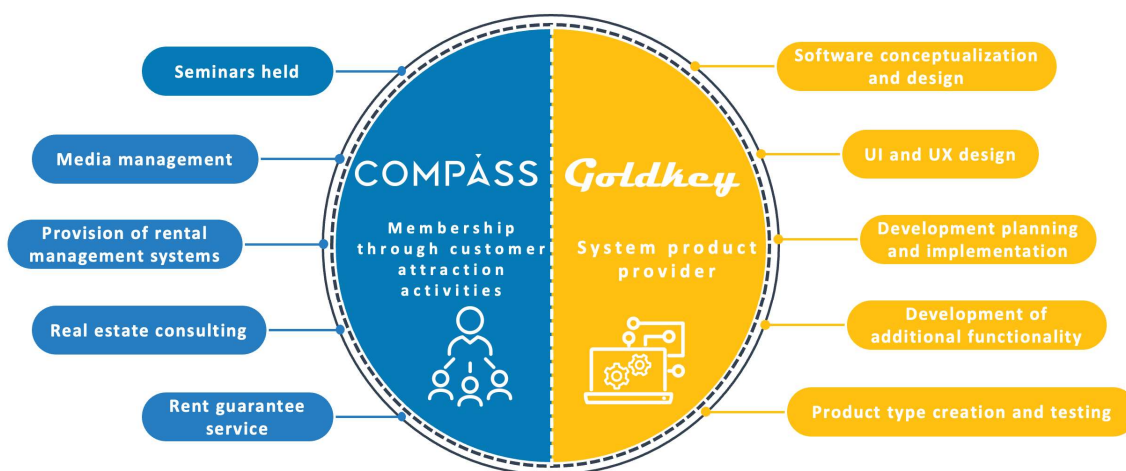 Seminars held
Media management
Provision of rental
management systems
Real estate consulting
Rent guarantee
service
COMPASS
Membership
through customer
attraction
activities
Goldkey
System product
provider
Software conceptualization
and design
UI and UX design
Development planning
and implementation
Development of
additional functionality
Product type creation and testing